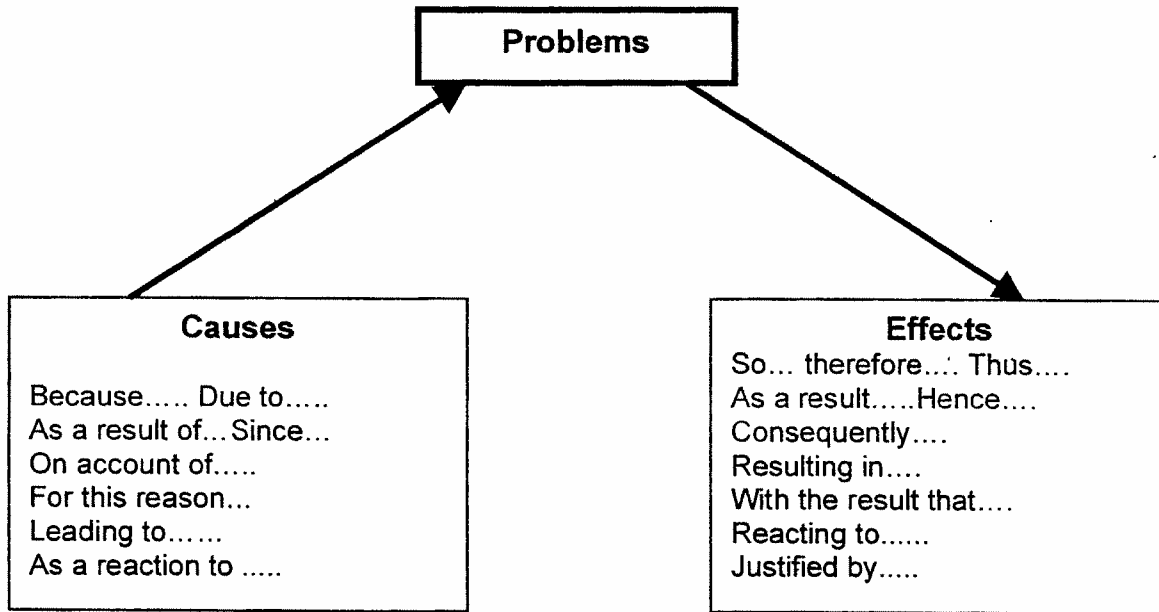 Problems
Causes
Because..... Due to.....
As a result of...Since...
On account of.....
For this reason...
Leading to......
As a reaction to .....
Effects
So... therefore.... Thus....
As a result.....Hence....
Consequently....
Resulting in....
With the result that....
Reacting to......
Justified by.....